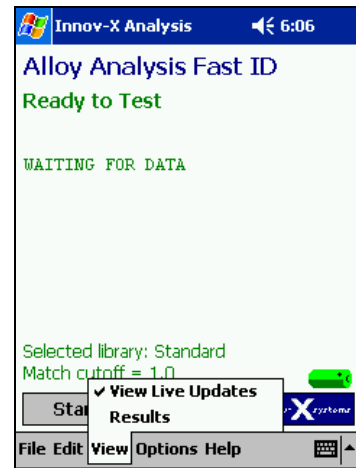 Innov-X Analysis 6:06
Alloy Analysis Fast ID
Ready to Test
WAITING FOR DATA
Selected library: Standard
Match cutoff = 1.0
✓ View Live Updates
Results
X systems
File Edit View Options Help